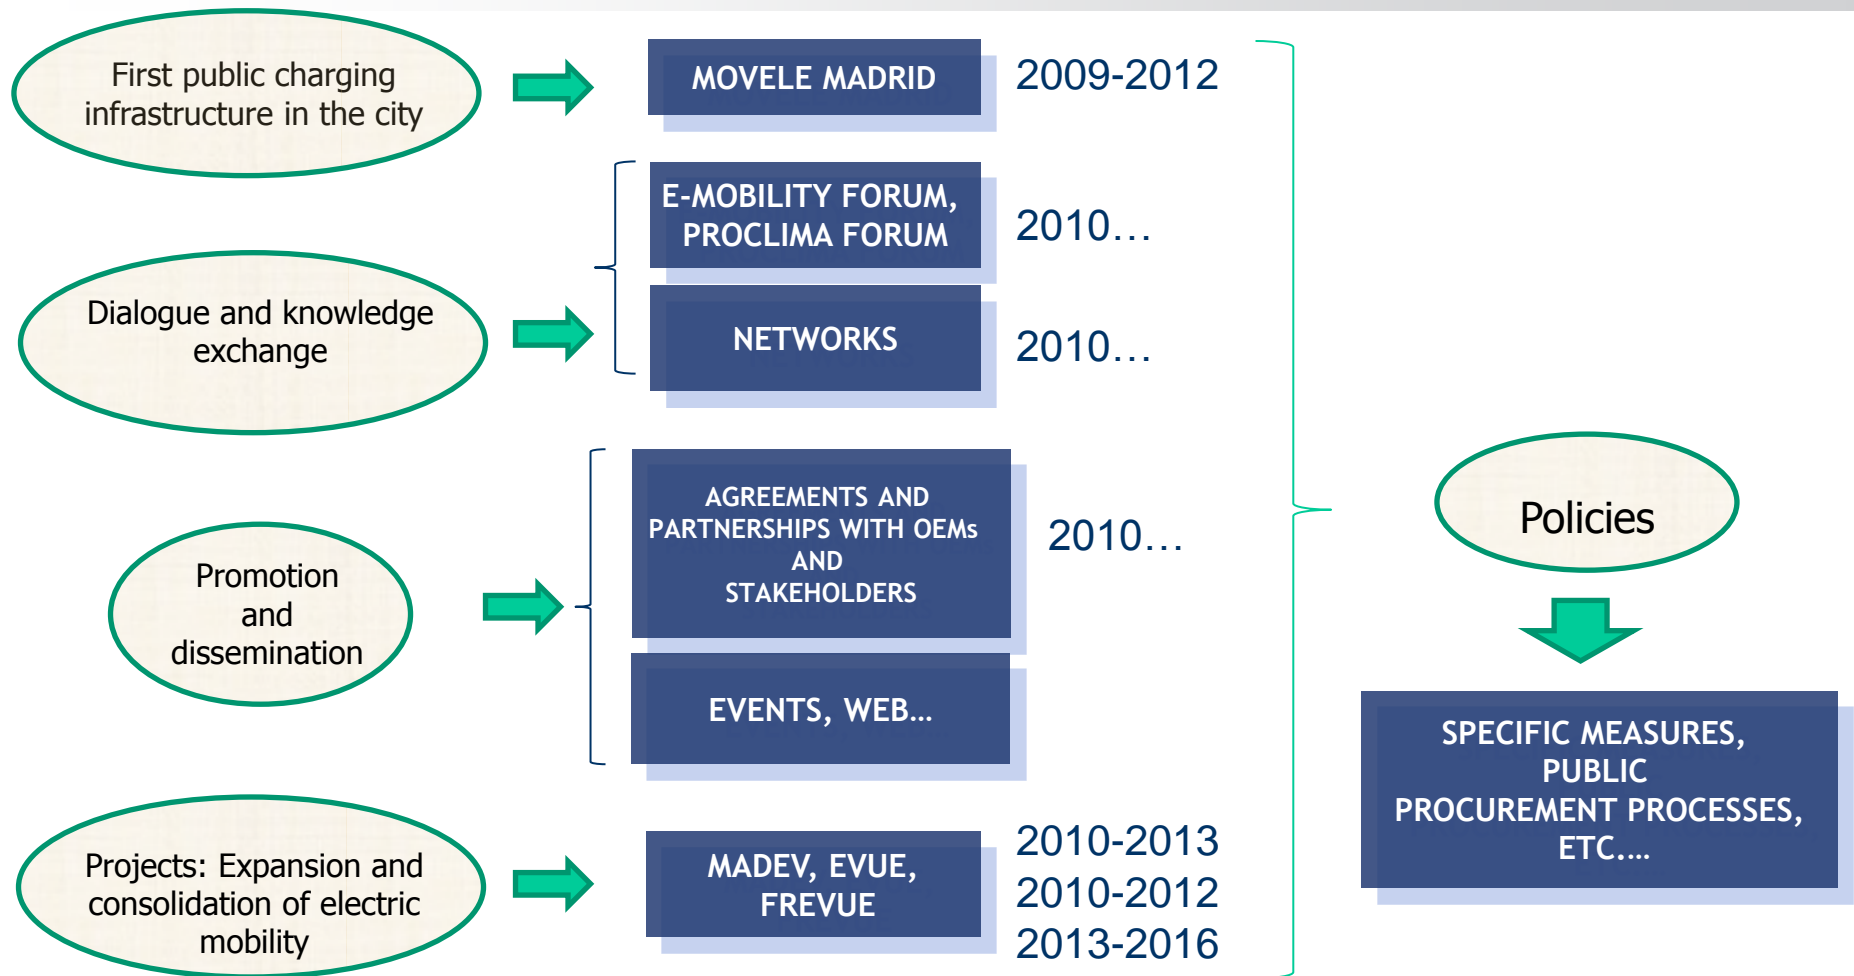 First public charging
infrastructure in the city
MOVELE MADRID
2009-2012
E-MOBILITY FORUM,
PROCLIMA FORUM
2010…
Dialogue and knowledge
exchange
NETWORKS
2010…
Promotion
and
dissemination
AGREEMENTS AND
PARTNERSHIPS WITH OEMs
AND
STAKEHOLDERS
2010…
EVENTS, WEB…
Projects: Expansion and
consolidation of electric
mobility
MADEV, EVUE,
FREVUE
2010-2013
2010-2012
2013-2016
Policies
SPECIFIC MEASURES,
PUBLIC
PROCUREMENT PROCESSES,
ETC.…